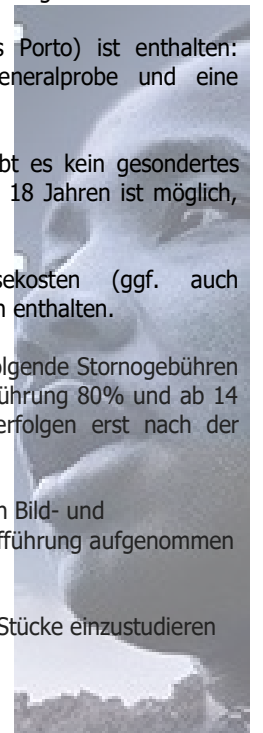 s Porto) ist enthalten:
eneralprobe und eine
bt es kein gesondertes
18 Jahren ist möglich,
sekosten (ggf. auch
n enthalten.
olgende Stornogebühren
ührung 80% und ab 14
erfolgen erst nach der
n Bild- und
fführung aufgenommen
Stücke einzustudieren